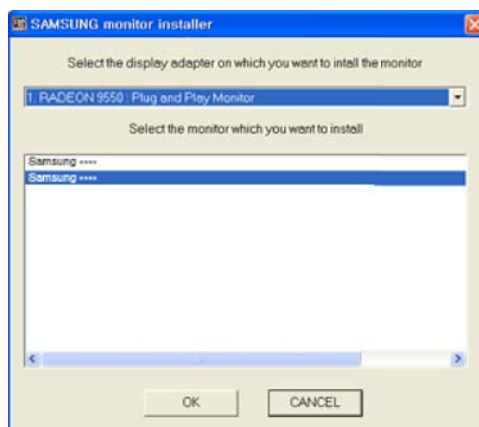 SAMSUNG monitor installer
Select the display adapter on which you want to intall the monitor
1. RADEON 9550 : Plug and Play Monitor
Select the monitor which you want to install
Samsung ****
Samsung ****
OK
CANCEL